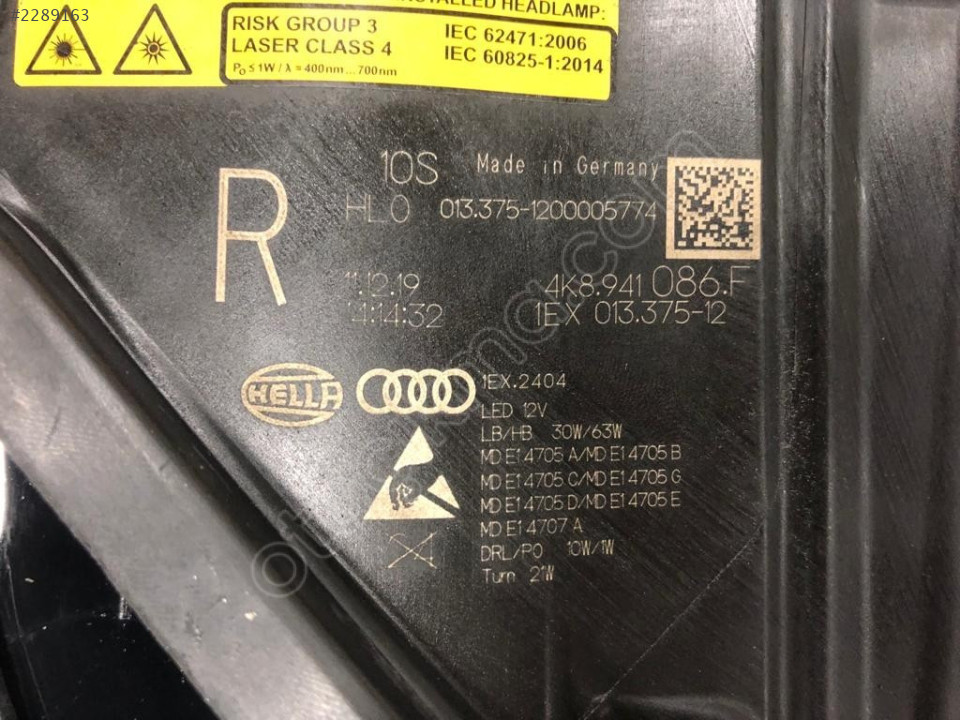 #2289163
INSTALLED HEADLAMP:
RISK GROUP 3
LASER CLASS 4
Po ≤ 1W / λ = 400nm...700nm
IEC 62471:2006
IEC 60825-1:2014
R
10S Made in Germany
HL0 013.375-1200005774
11.12.19
14:14:32
4K8.941 086.F
1EX 013.375-12
HELLA
1EX.2404
LED 12V
LB/HB 30W/63W
MD E1 4705 A/MD E1 4705 B
MD E1 4705 C/MD E1 4705 G
MD E1 4705 D/MD E1 4705 E
MD E1 4707 A
DRL/PO 10W/1W
Turn 21W